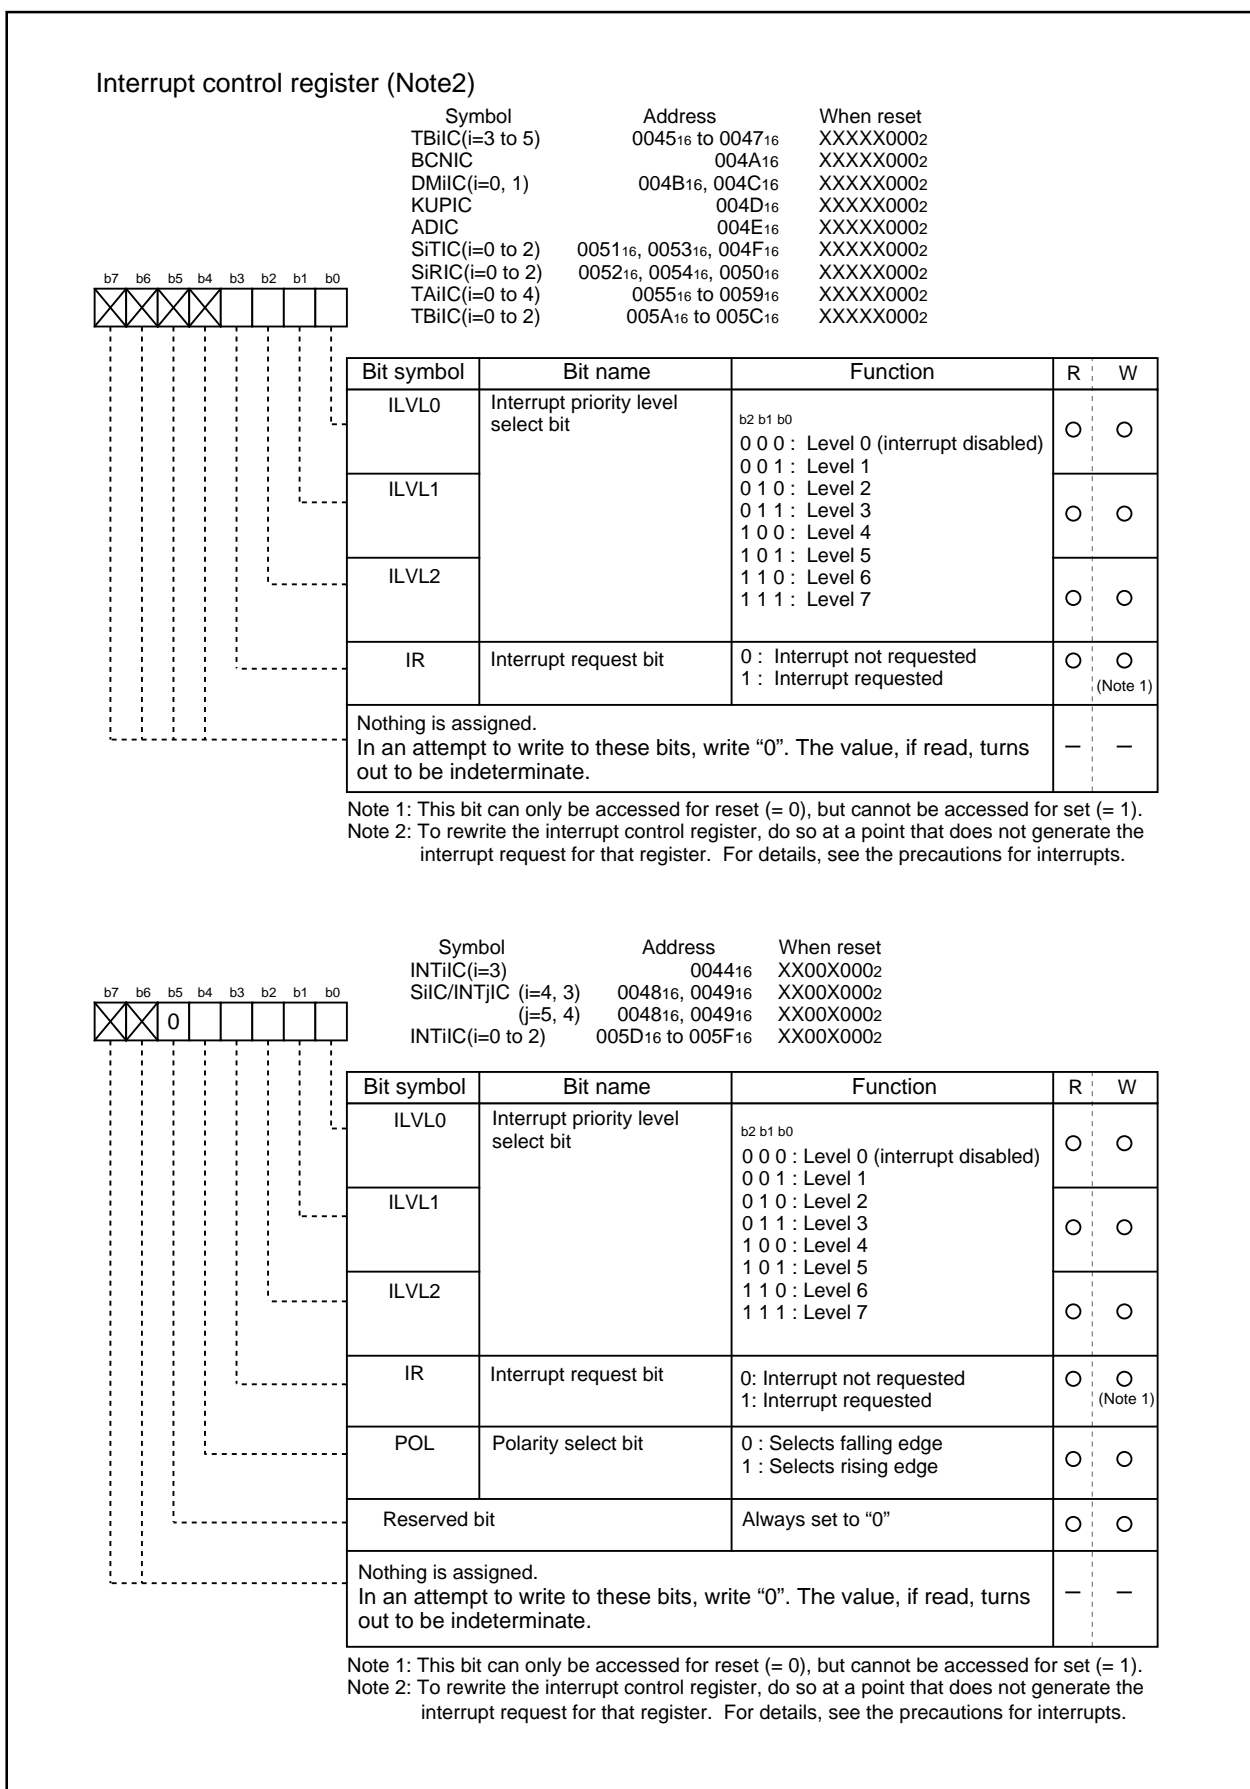 Interrupt control register (Note2)
Symbol Address When reset
TBiIC(i=3 to 5) 004516 to 004716 XXXXX0002
BCNIC 004A16 XXXXX0002
DMiIC(i=0, 1) 004B16, 004C16 XXXXX0002
KUPIC 004D16 XXXXX0002
ADIC 004E16 XXXXX0002
SiTIC(i=0 to 2) 005116, 005316, 004F16 XXXXX0002
SiRIC(i=0 to 2) 005216, 005416, 005016 XXXXX0002
TAiIC(i=0 to 4) 005516 to 005916 XXXXX0002
TBiIC(i=0 to 2) 005A16 to 005C16 XXXXX0002
b7 b6 b5 b4 b3 b2 b1 b0
Bit symbol Bit name Function R W
ILVL0 Interrupt priority level
select bit
b2 b1 b0
0 0 0 : Level 0 (interrupt disabled)
0 0 1 : Level 1
ILVL1 0 1 0 : Level 2
0 1 1 : Level 3
1 0 0 : Level 4
1 0 1 : Level 5
ILVL2 1 1 0 : Level 6
1 1 1 : Level 7
IR Interrupt request bit 0 : Interrupt not requested
1 : Interrupt requested (Note 1)
Nothing is assigned.
In an attempt to write to these bits, write “0”. The value, if read, turns
out to be indeterminate. – –
Note 1: This bit can only be accessed for reset (= 0), but cannot be accessed for set (= 1).
Note 2: To rewrite the interrupt control register, do so at a point that does not generate the
interrupt request for that register. For details, see the precautions for interrupts.
Symbol Address When reset
INTiIC(i=3) 004416 XX00X0002
SiIC/INTjIC (i=4, 3) 004816, 004916 XX00X0002
(j=5, 4) 004816, 004916 XX00X0002
INTiIC(i=0 to 2) 005D16 to 005F16 XX00X0002
b7 b6 b5 b4 b3 b2 b1 b0
0
Bit symbol Bit name Function R W
ILVL0 Interrupt priority level
select bit
b2 b1 b0
0 0 0 : Level 0 (interrupt disabled)
0 0 1 : Level 1
ILVL1 0 1 0 : Level 2
0 1 1 : Level 3
1 0 0 : Level 4
1 0 1 : Level 5
ILVL2 1 1 0 : Level 6
1 1 1 : Level 7
IR Interrupt request bit 0: Interrupt not requested
1: Interrupt requested (Note 1)
POL Polarity select bit 0 : Selects falling edge
1 : Selects rising edge
Reserved bit Always set to “0”
Nothing is assigned.
In an attempt to write to these bits, write “0”. The value, if read, turns
out to be indeterminate. – –
Note 1: This bit can only be accessed for reset (= 0), but cannot be accessed for set (= 1).
Note 2: To rewrite the interrupt control register, do so at a point that does not generate the
interrupt request for that register. For details, see the precautions for interrupts.